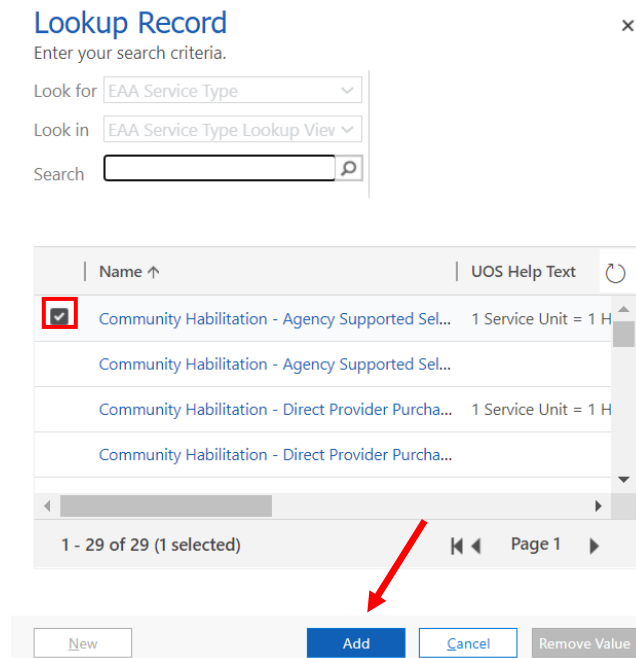 Lookup Record
Enter your search criteria.
Look for EAA Service Type
Look in EAA Service Type Lookup View
Search
Name UOS Help Text
Community Habilitation - Agency Supported Sel... 1 Service Unit = 1 H
Community Habilitation - Agency Supported Sel...
Community Habilitation - Direct Provider Purcha... 1 Service Unit = 1 H
Community Habilitation - Direct Provider Purcha...
1 - 29 of 29 (1 selected) Page 1
New Add Cancel Remove Value